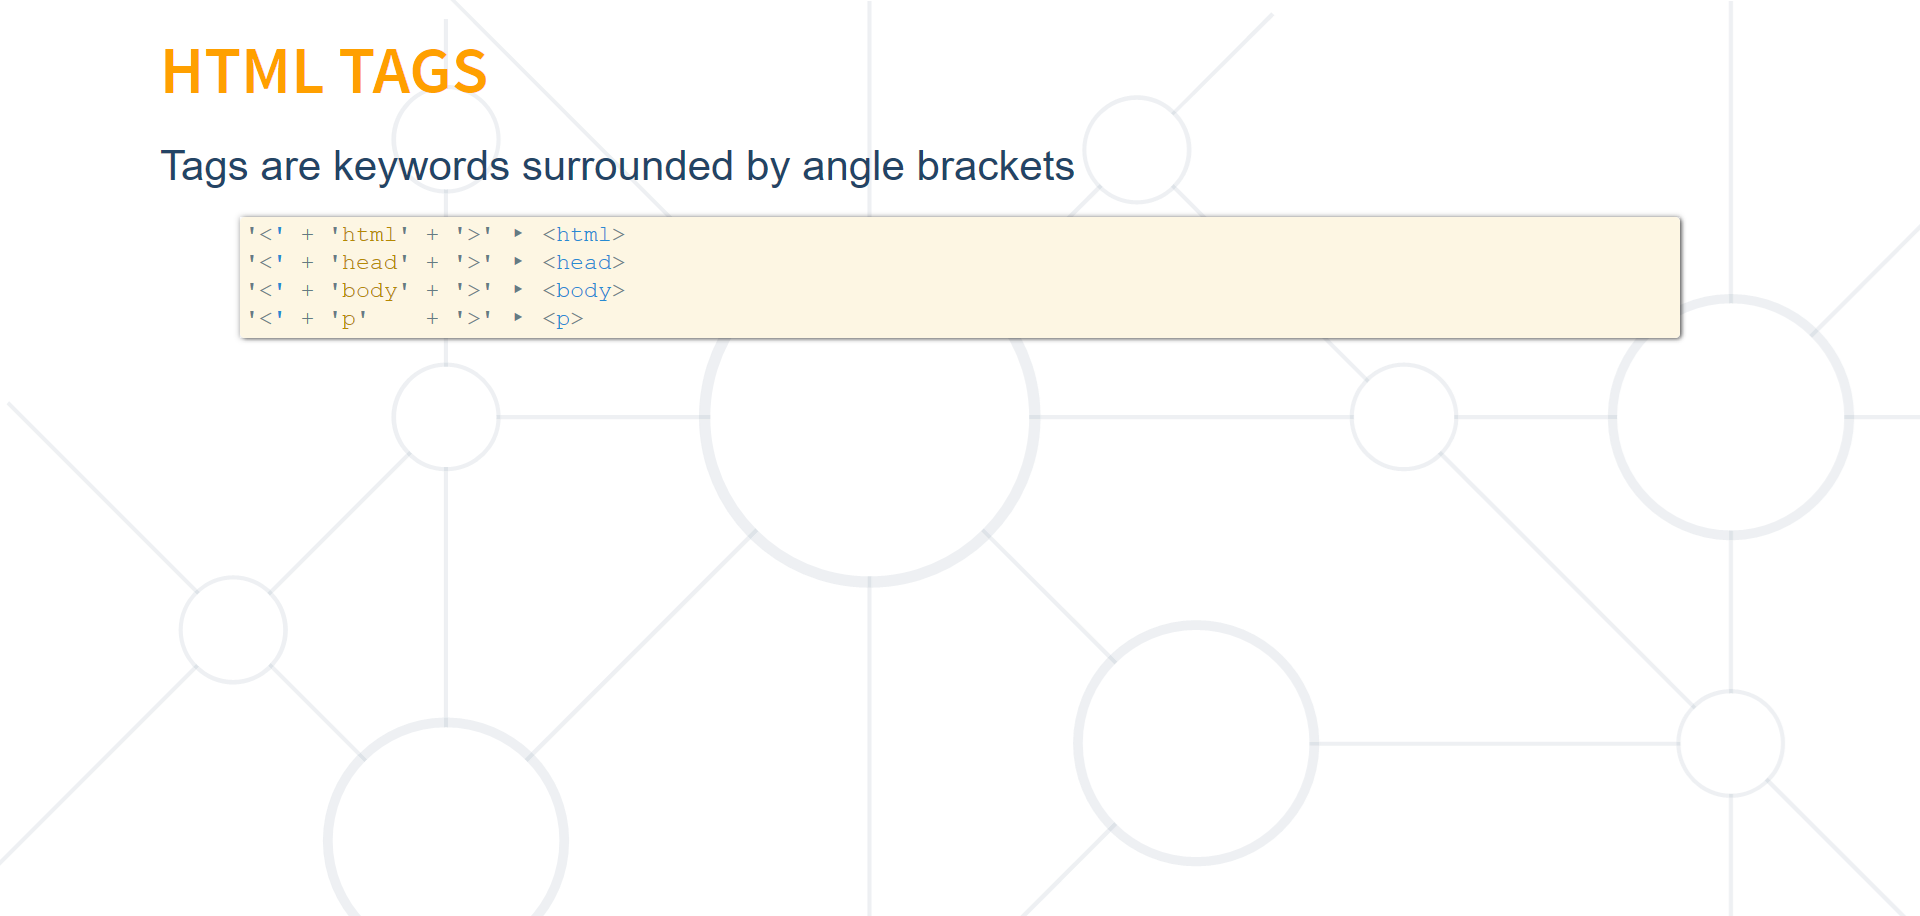 HTML TAGS
Tags are keywords surrounded by angle brackets
'<' + 'html' + '>' ‣ <html>
'<' + 'head' + '>' ‣ <head>
'<' + 'body' + '>' ‣ <body>
'<' + 'p'    + '>' ‣ <p>